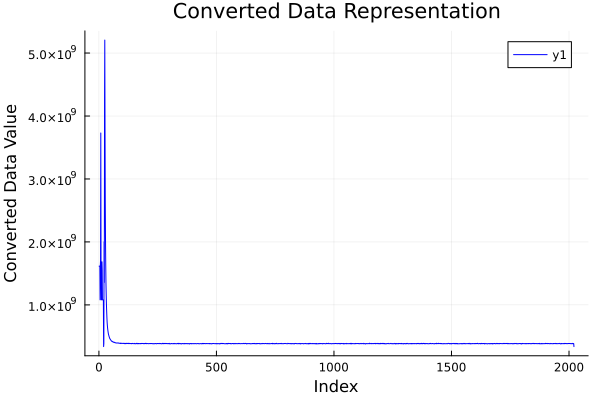 Converted Data Representation
y1
Converted Data Value
5.0×10⁹
4.0×10⁹
3.0×10⁹
2.0×10⁹
1.0×10⁹
0 500 1000 1500 2000
Index